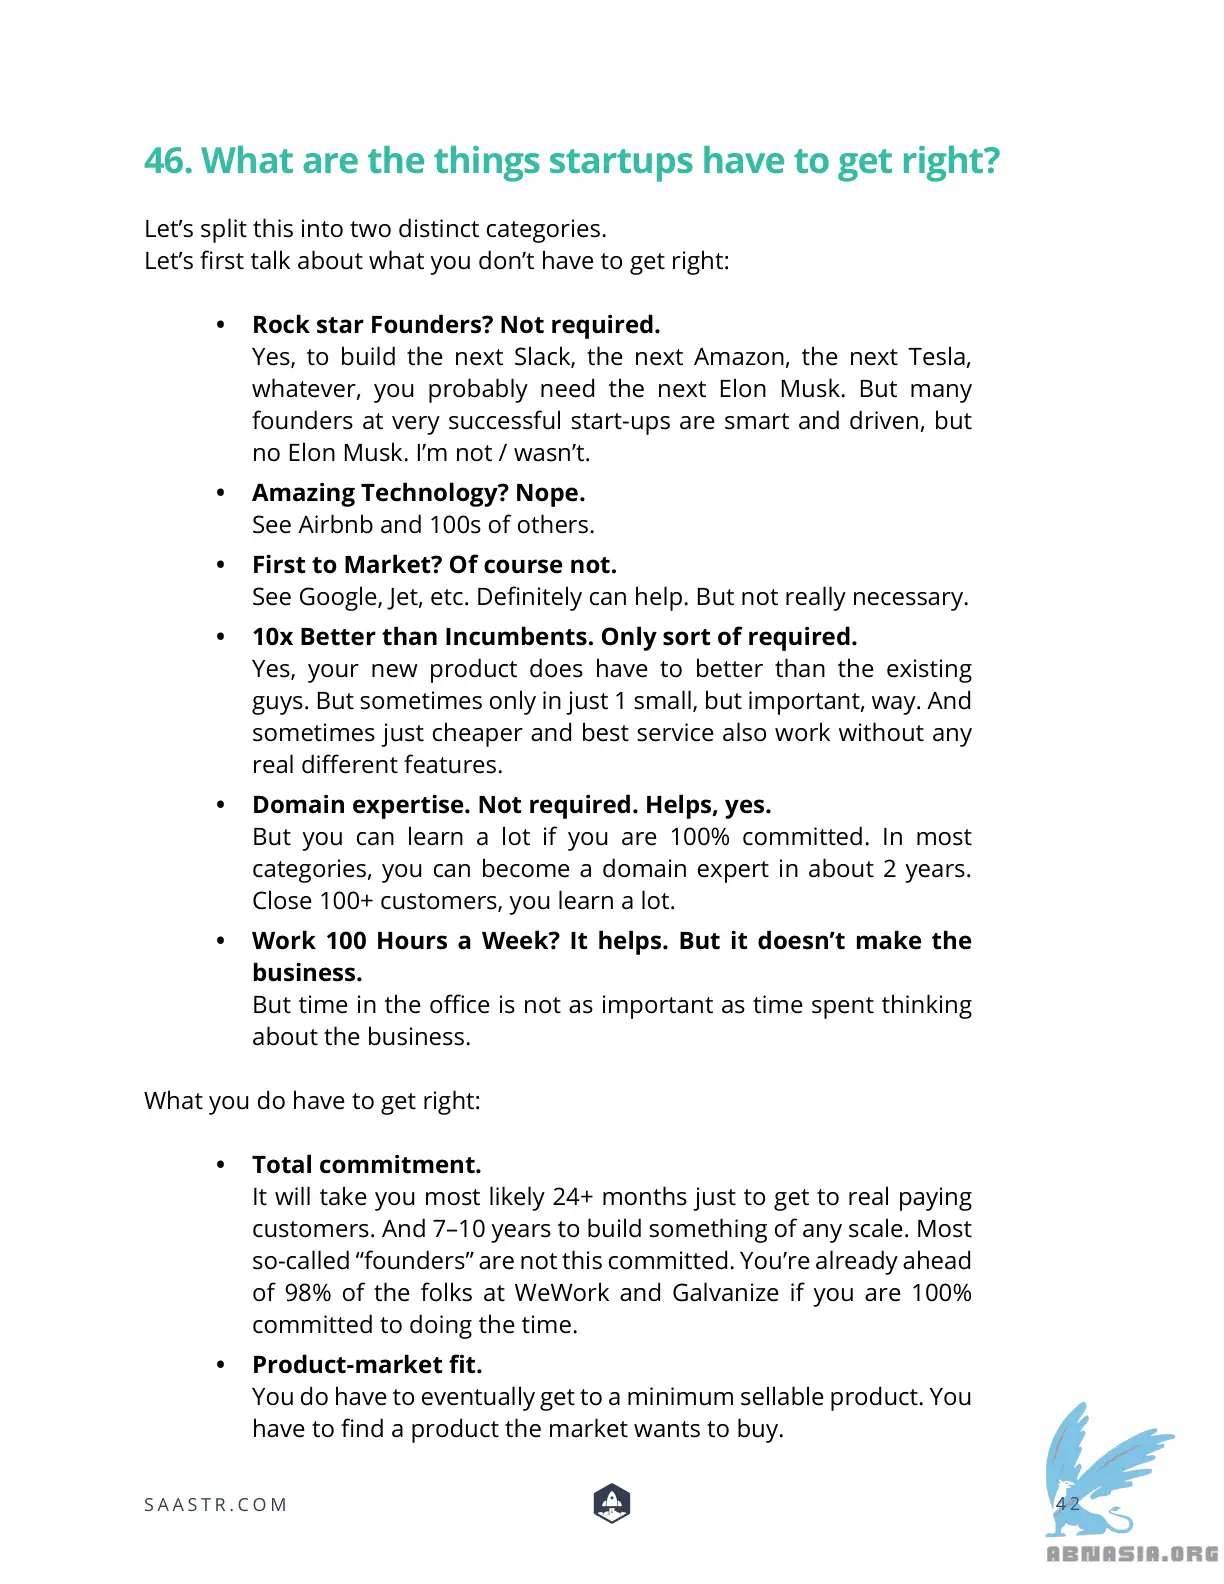 46. What are the things startups have to get right?
Let’s split this into two distinct categories.
Let’s first talk about what you don’t have to get right:
• Rock star Founders? Not required.
Yes, to build the next Slack, the next Amazon, the next Tesla,
whatever, you probably need the next Elon Musk. But many
founders at very successful start-ups are smart and driven, but
no Elon Musk. I’m not / wasn’t.
• Amazing Technology? Nope.
See Airbnb and 100s of others.
• First to Market? Of course not.
See Google, Jet, etc. Definitely can help. But not really necessary.
• 10x Better than Incumbents. Only sort of required.
Yes, your new product does have to better than the existing
guys. But sometimes only in just 1 small, but important, way. And
sometimes just cheaper and best service also work without any
real different features.
• Domain expertise. Not required. Helps, yes.
But you can learn a lot if you are 100% committed. In most
categories, you can become a domain expert in about 2 years.
Close 100+ customers, you learn a lot.
• Work 100 Hours a Week? It helps. But it doesn’t make the
business.
But time in the office is not as important as time spent thinking
about the business.
What you do have to get right:
• Total commitment.
It will take you most likely 24+ months just to get to real paying
customers. And 7–10 years to build something of any scale. Most
so-called “founders” are not this committed. You’re already ahead
of 98% of the folks at WeWork and Galvanize if you are 100%
committed to doing the time.
• Product-market fit.
You do have to eventually get to a minimum sellable product. You
have to find a product the market wants to buy.
SAASTR.COM
42
ABNASIA.ORG